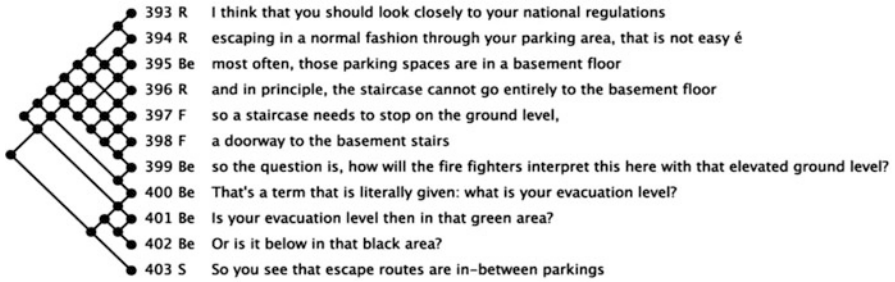 393 R I think that you should look closely to your national regulations
394 R escaping in a normal fashion through your parking area, that is not easy é
395 Be most often, those parking spaces are in a basement floor
396 R and in principle, the staircase cannot go entirely to the basement floor
397 F so a staircase needs to stop on the ground level,
398 F a doorway to the basement stairs
399 Be so the question is, how will the fire fighters interpret this here with that elevated ground level?
400 Be That's a term that is literally given: what is your evacuation level?
401 Be Is your evacuation level then in that green area?
402 Be Or is it below in that black area?
403 S So you see that escape routes are in-between parkings